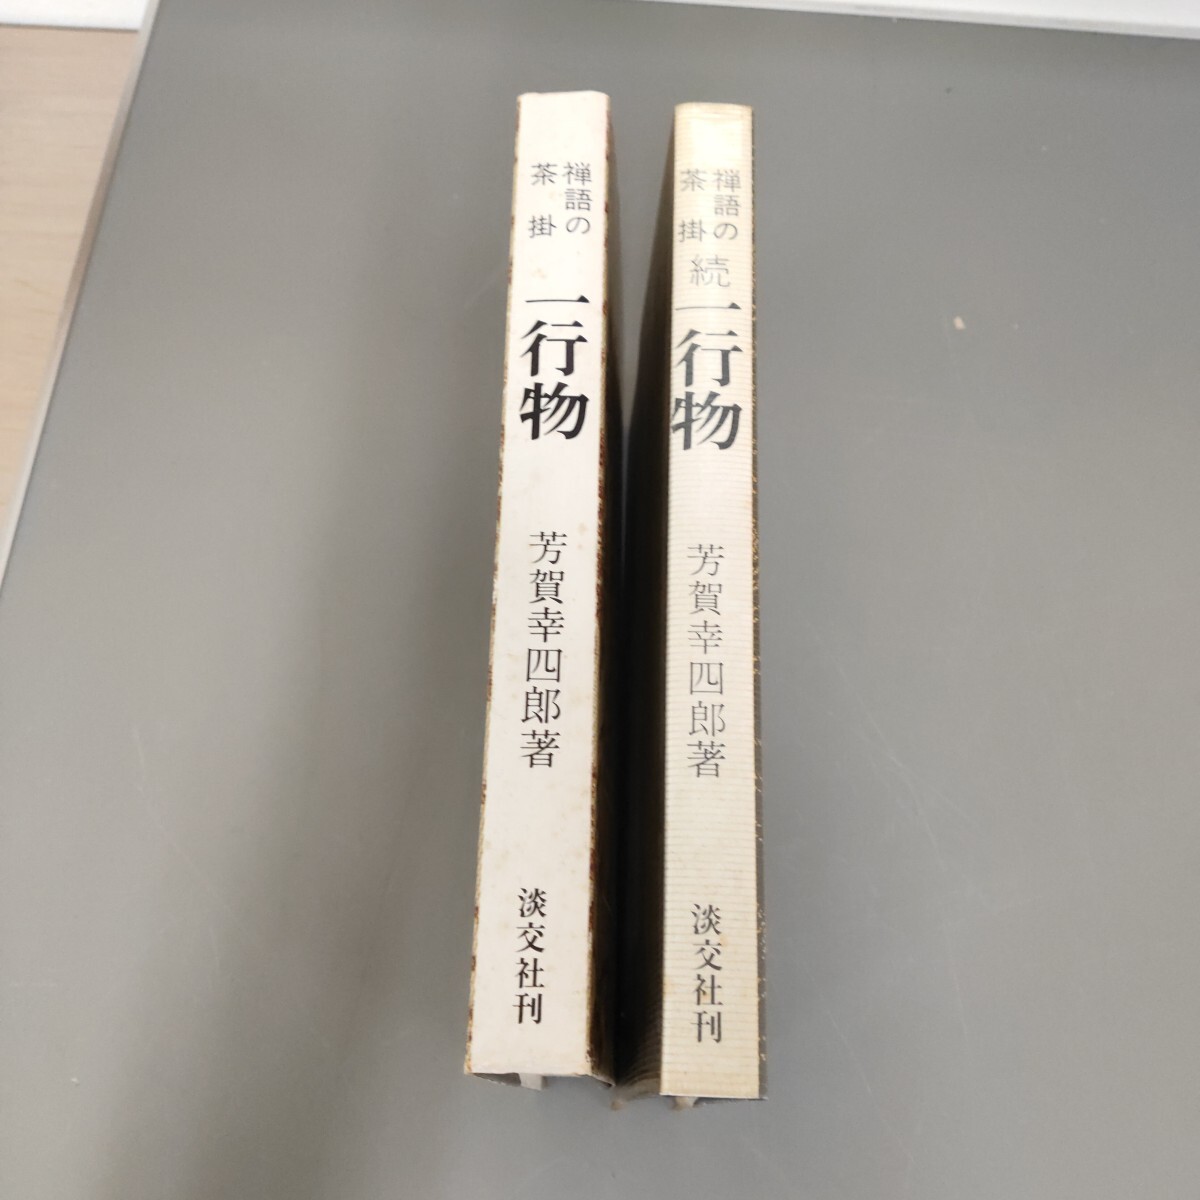 禅語の
茶掛
一行物
芳賀幸四郎著
淡交社刊
禅語の
茶掛
続
一行物
芳賀幸四郎著
淡交社刊